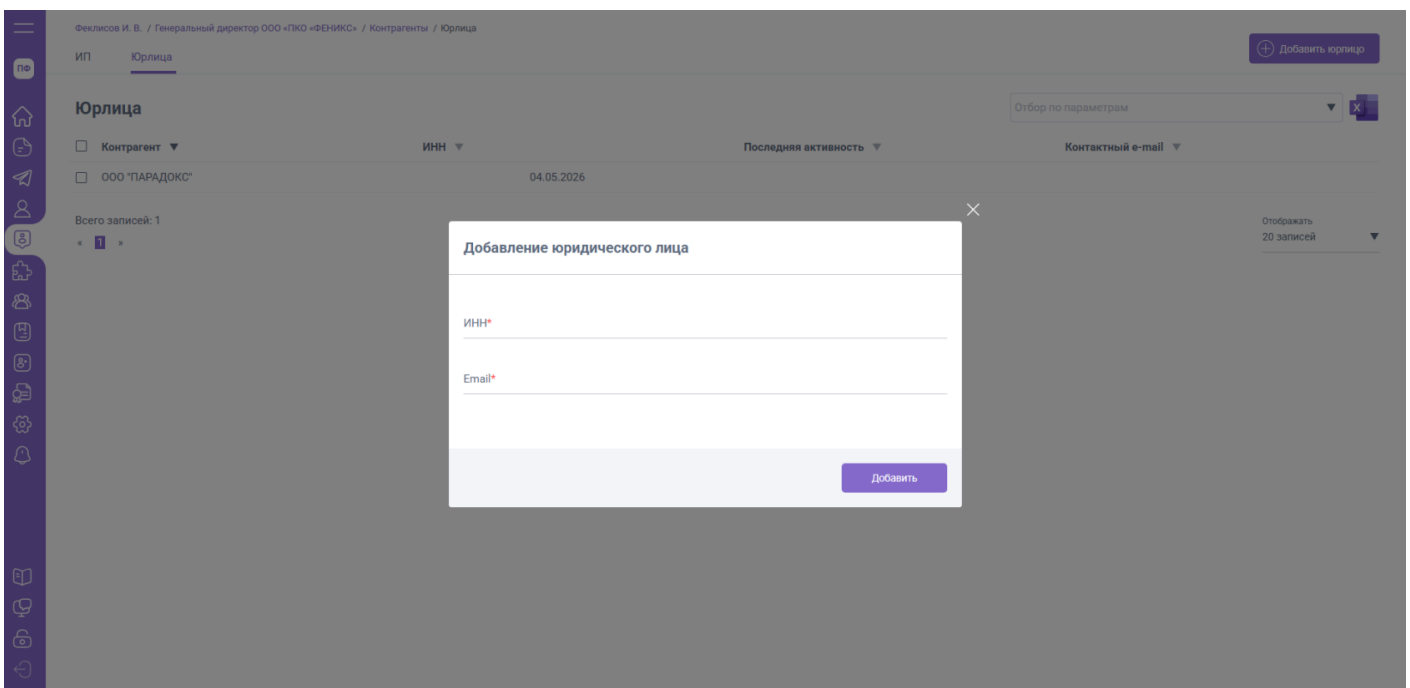 Феклисов И. В. / Генеральный директор ООО «ПКО «ФЕНИКС» / Контрагенты / Юрлица
ИП Юрлица
Добавить юрлицо
ПФ
Юрлица
Отбор по параметрам
X
Контрагент ИНН Последняя активность Контактный e-mail
ООО "ПАРАДОКС" 04.05.2026
Всего записей: 1
« 1 »
Отображать
20 записей
Добавление юридического лица
ИНН*
Email*
Добавить